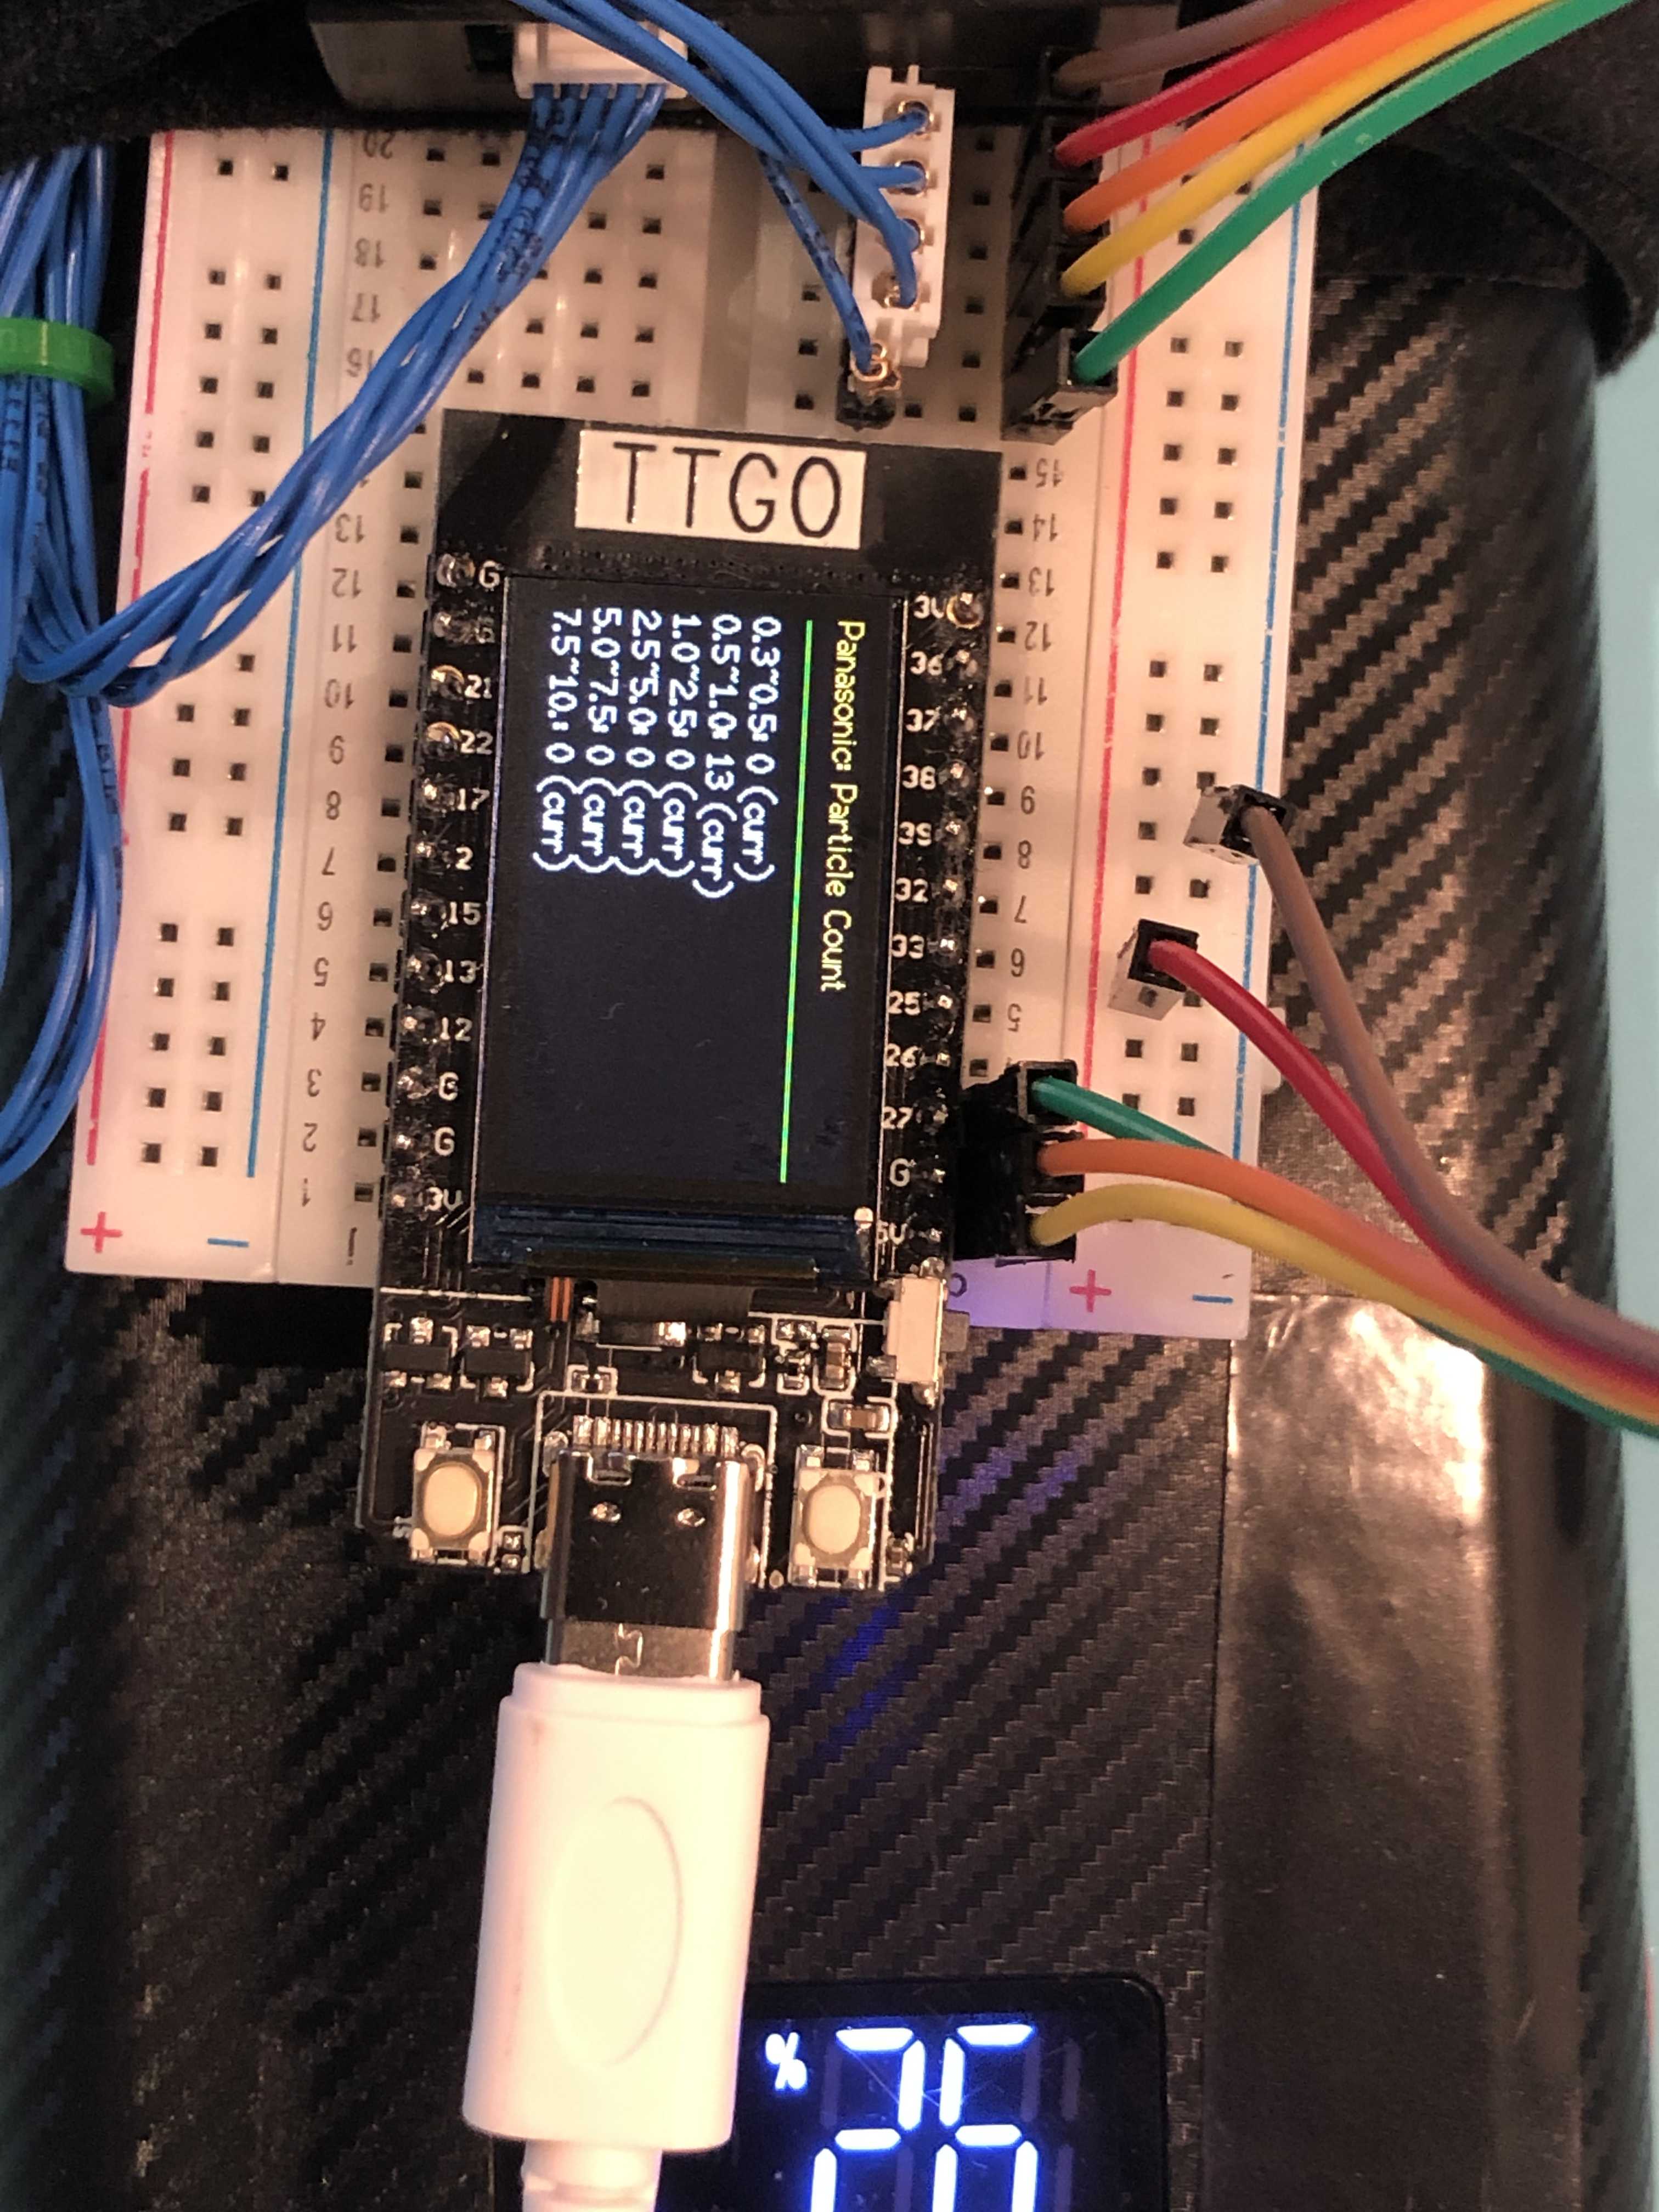 TTGO
Panasonic: Particle Count
0.3~0.5: 0 (curr)
0.5~1.0: 13 (curr)
1.0~2.5: 0 (curr)
2.5~5.0: 0 (curr)
5.0~7.5: 0 (curr)
7.5~10.: 0 (curr)
G
G
21
22
17
2
15
13
12
G
G
3V
3V
36
37
38
39
32
33
25
26
27
G
5V
20
19
18
17
16
13
12
11
10
9
8
7
6
5
4
3
2
1
j
15
14
13
12
11
10
9
8
7
6
5
+
−
+
−
%